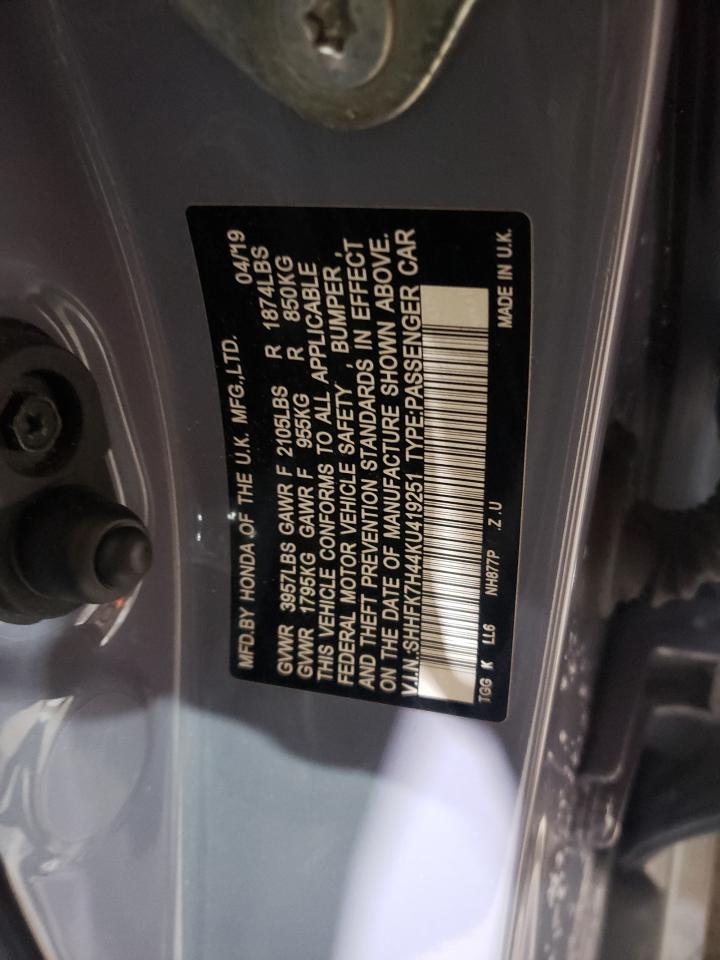 MFD.BY HONDA OF THE U.K. MFG.,LTD. 04/19
GVWR 3957LBS GAWR F 2105LBS R 1874LBS
GVWR 1795KG GAWR F 955KG R 850KG
THIS VEHICLE CONFORMS TO ALL APPLICABLE
FEDERAL MOTOR VEHICLE SAFETY , BUMPER ,
AND THEFT PREVENTION STANDARDS IN EFFECT
ON THE DATE OF MANUFACTURE SHOWN ABOVE.
V.I.N.:SHHFK7H44KU419251 TYPE:PASSENGER CAR
TGG K LL6 NH877P .Z .U MADE IN U.K.